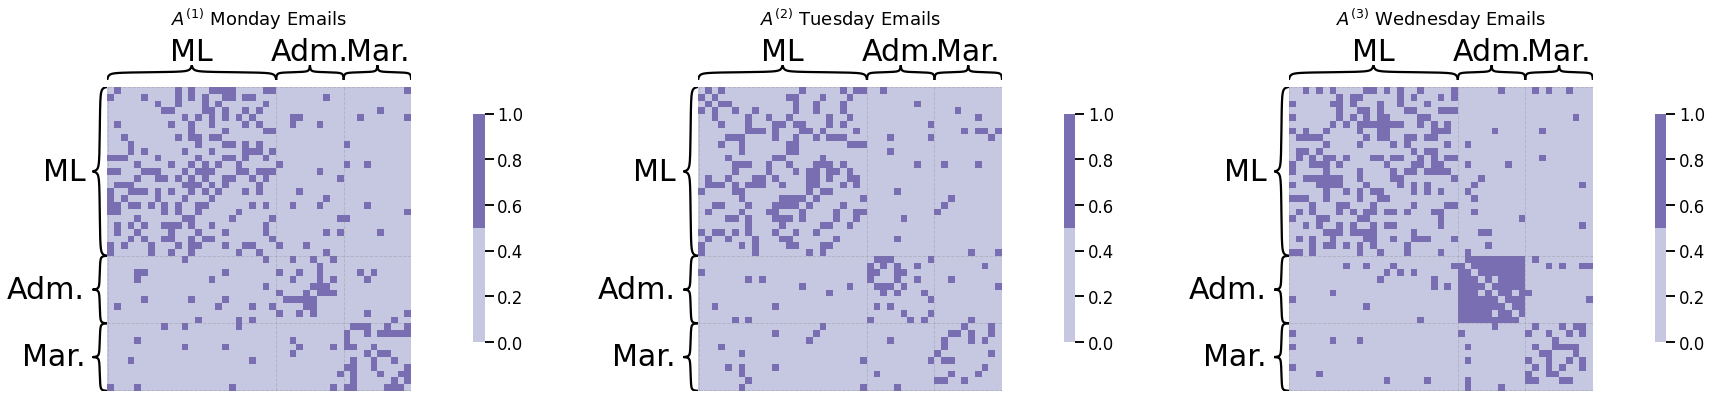 A⁽¹⁾ Monday Emails
ML Adm. Mar.
ML
Adm.
Mar.
1.0
0.8
0.6
0.4
0.2
0.0
A⁽²⁾ Tuesday Emails
ML Adm. Mar.
ML
Adm.
Mar.
1.0
0.8
0.6
0.4
0.2
0.0
A⁽³⁾ Wednesday Emails
ML Adm. Mar.
ML
Adm.
Mar.
1.0
0.8
0.6
0.4
0.2
0.0